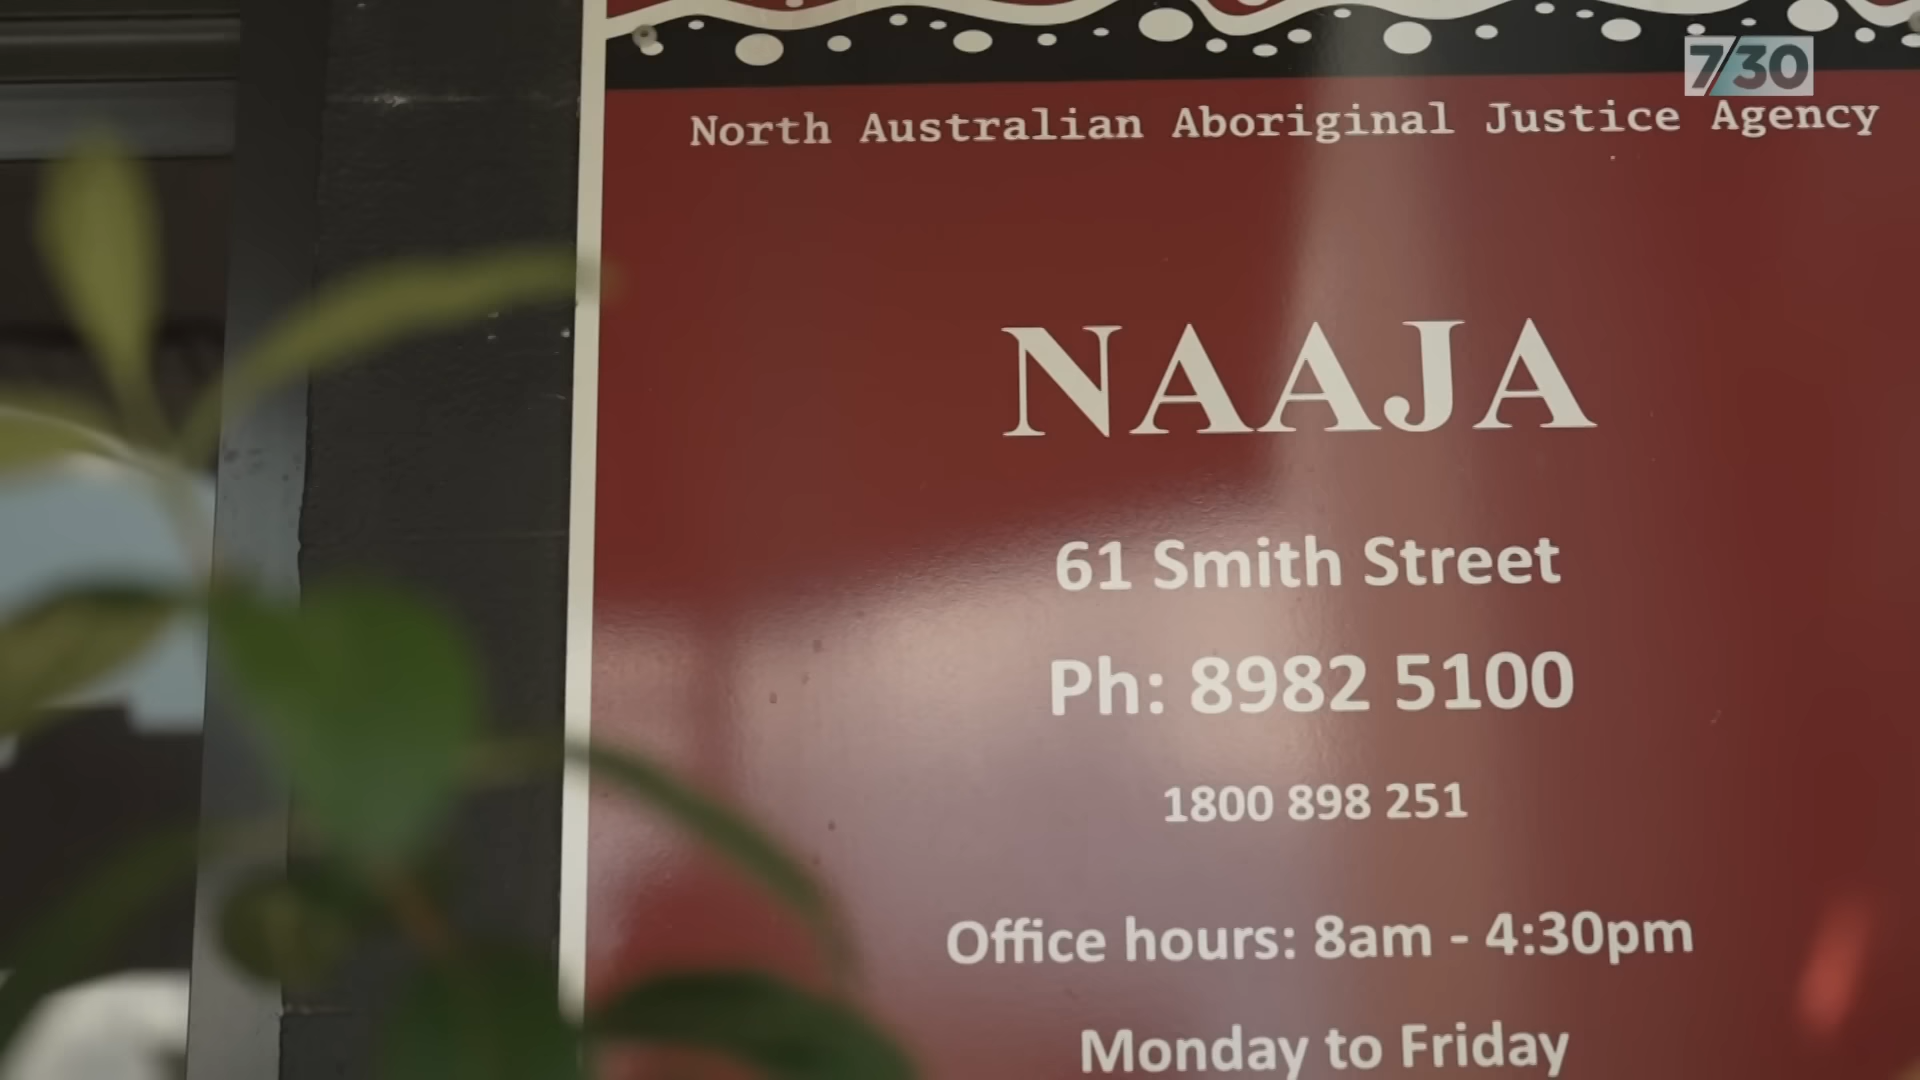 7/30
North Australian Aboriginal Justice Agency
NAAJA
61 Smith Street
Ph: 8982 5100
1800 898 251
Office hours: 8am - 4:30pm
Monday to Friday